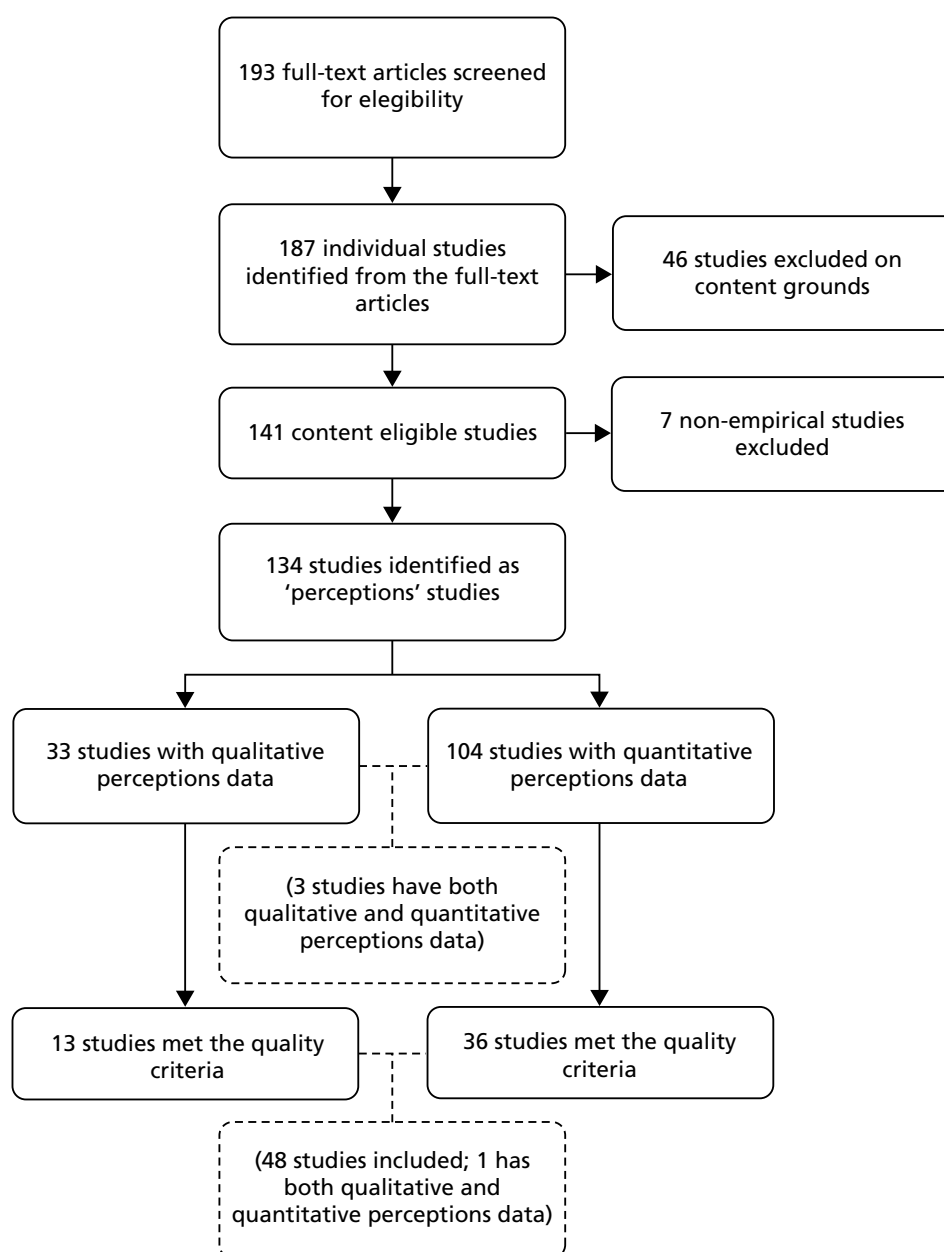 193 full-text articles screened
for elegibility
187 individual studies
identified from the full-text
articles
46 studies excluded on
content grounds
141 content eligible studies
7 non-empirical studies
excluded
134 studies identified as
‘perceptions’ studies
33 studies with qualitative
perceptions data
104 studies with quantitative
perceptions data
(3 studies have both
qualitative and quantitative
perceptions data)
13 studies met the quality
criteria
36 studies met the quality
criteria
(48 studies included; 1 has
both qualitative and
quantitative perceptions data)